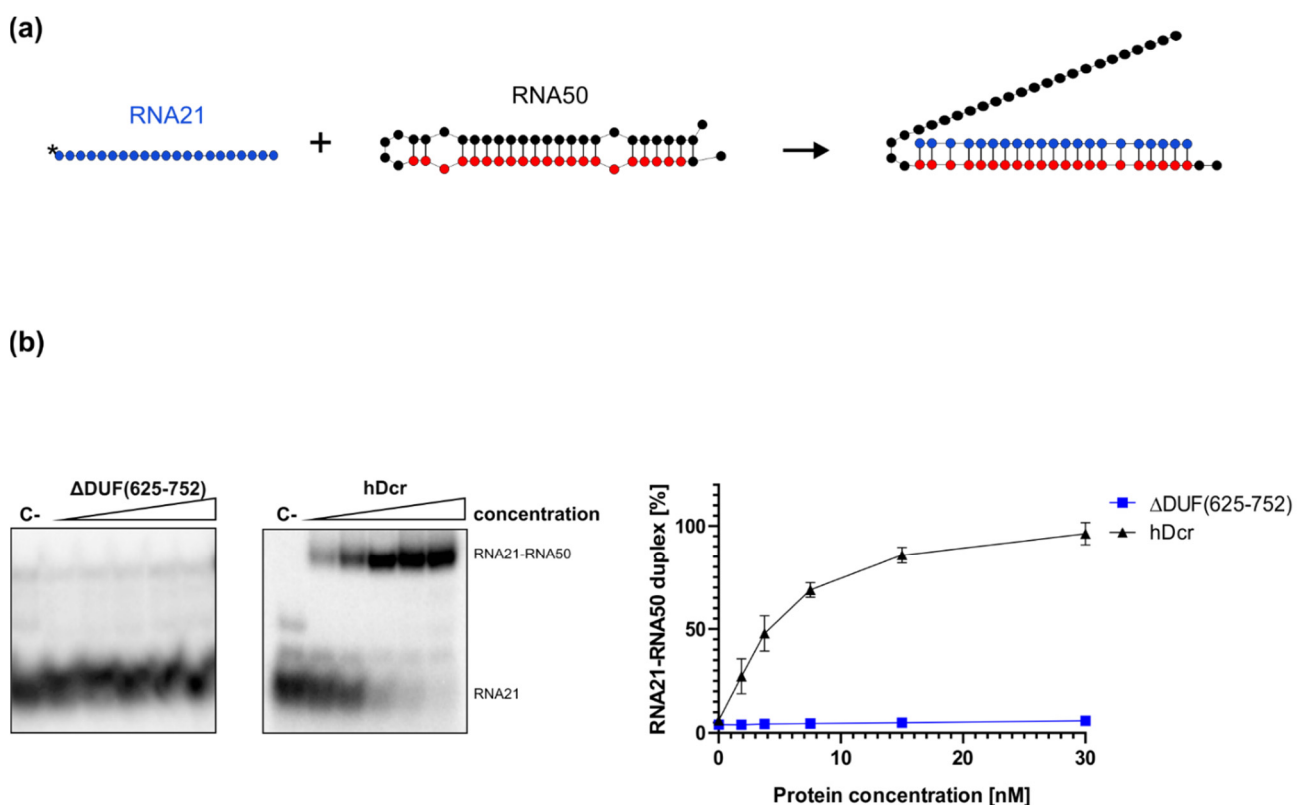 (a)
RNA21
*
+
RNA50
(b)
C-
ΔDUF(625-752)
C-
hDcr
concentration
RNA21-RNA50
RNA21
RNA21-RNA50 duplex [%]
100
50
0
0
10
20
30
Protein concentration [nM]
ΔDUF(625-752)
hDcr